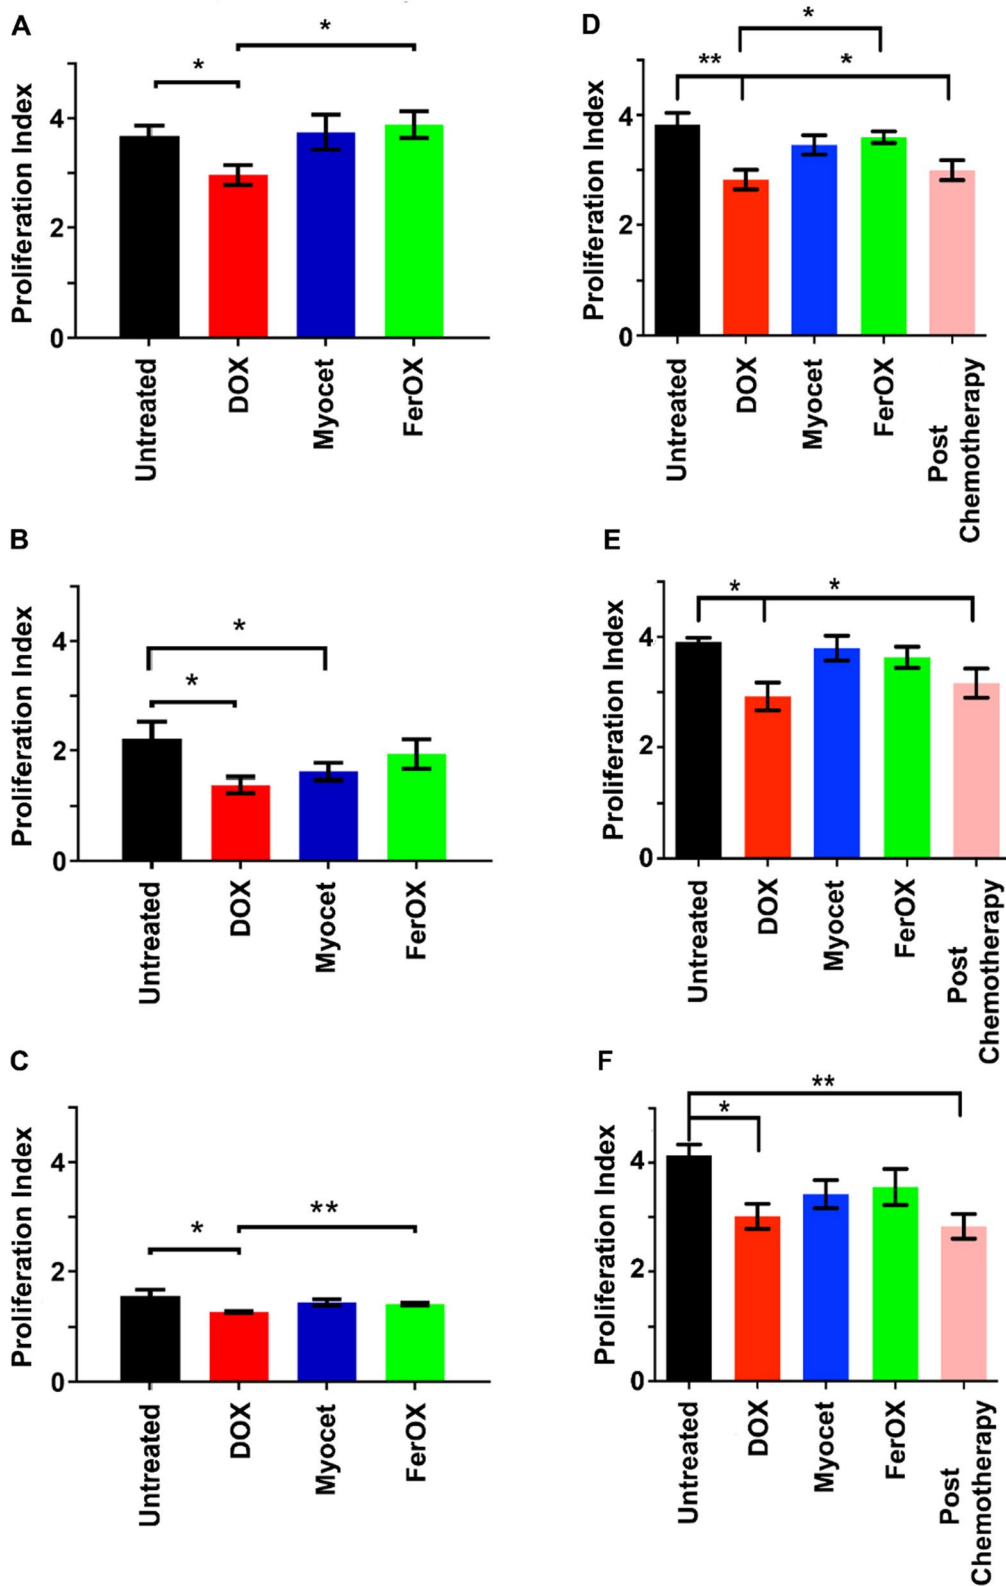 A
*
*
Proliferation Index
4
2
0
Untreated
DOX
Myocet
FerOX
D
*
**
*
Proliferation Index
4
2
0
Untreated
DOX
Myocet
FerOX
Post
Chemotherapy
B
*
*
Proliferation Index
4
2
0
Untreated
DOX
Myocet
FerOX
E
*
*
Proliferation Index
4
2
0
Untreated
DOX
Myocet
FerOX
Post
Chemotherapy
C
*
**
Proliferation Index
4
2
0
Untreated
DOX
Myocet
FerOX
F
**
*
Proliferation Index
4
2
0
Untreated
DOX
Myocet
FerOX
Post
Chemotherapy